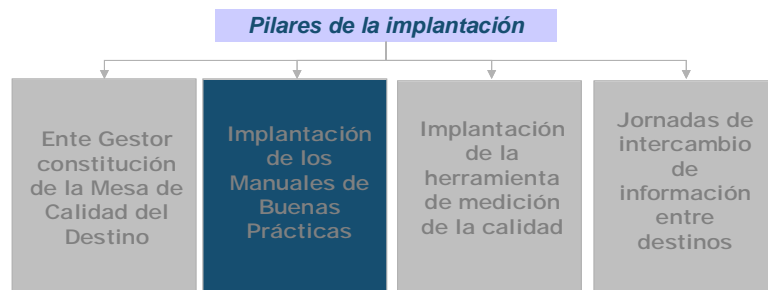 Pilares de la implantación
Ente Gestor
constitución
de la Mesa de
Calidad del
Destino
Implantación
de los
Manuales de
Buenas
Prácticas
Implantación
de la
herramienta
de medición
de la calidad
Jornadas de
intercambio
de
información
entre
destinos